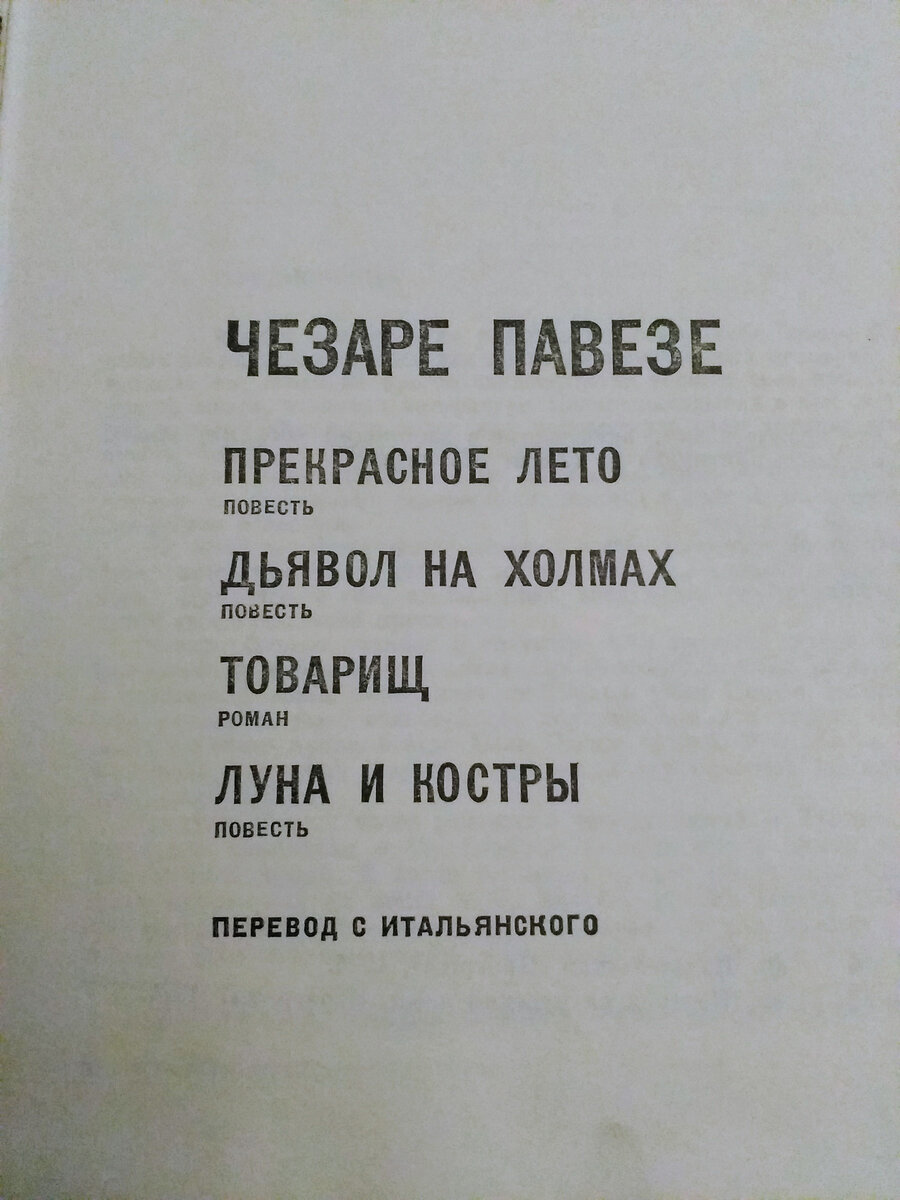 ЧЕЗАРЕ ПАВЕЗЕ
ПРЕКРАСНОЕ ЛЕТО
ПОВЕСТЬ
ДЬЯВОЛ НА ХОЛМАХ
ПОВЕСТЬ
ТОВАРИЩ
РОМАН
ЛУНА И КОСТРЫ
ПОВЕСТЬ
ПЕРЕВОД С ИТАЛЬЯНСКОГО